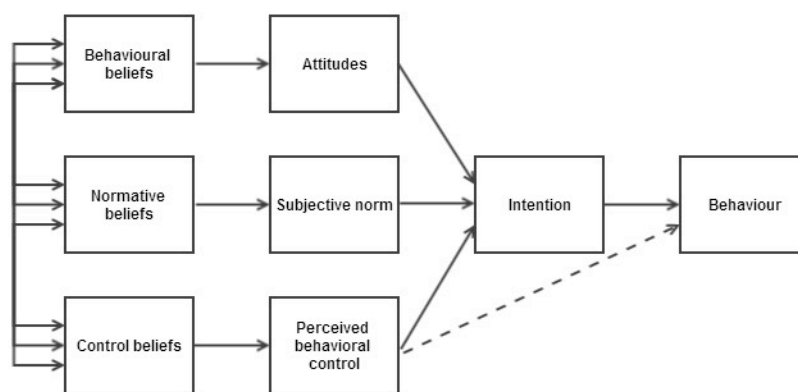 Behavioural
beliefs
Attitudes
Normative
beliefs
Subjective norm
Intention
Behaviour
Control beliefs
Perceived
behavioral
control